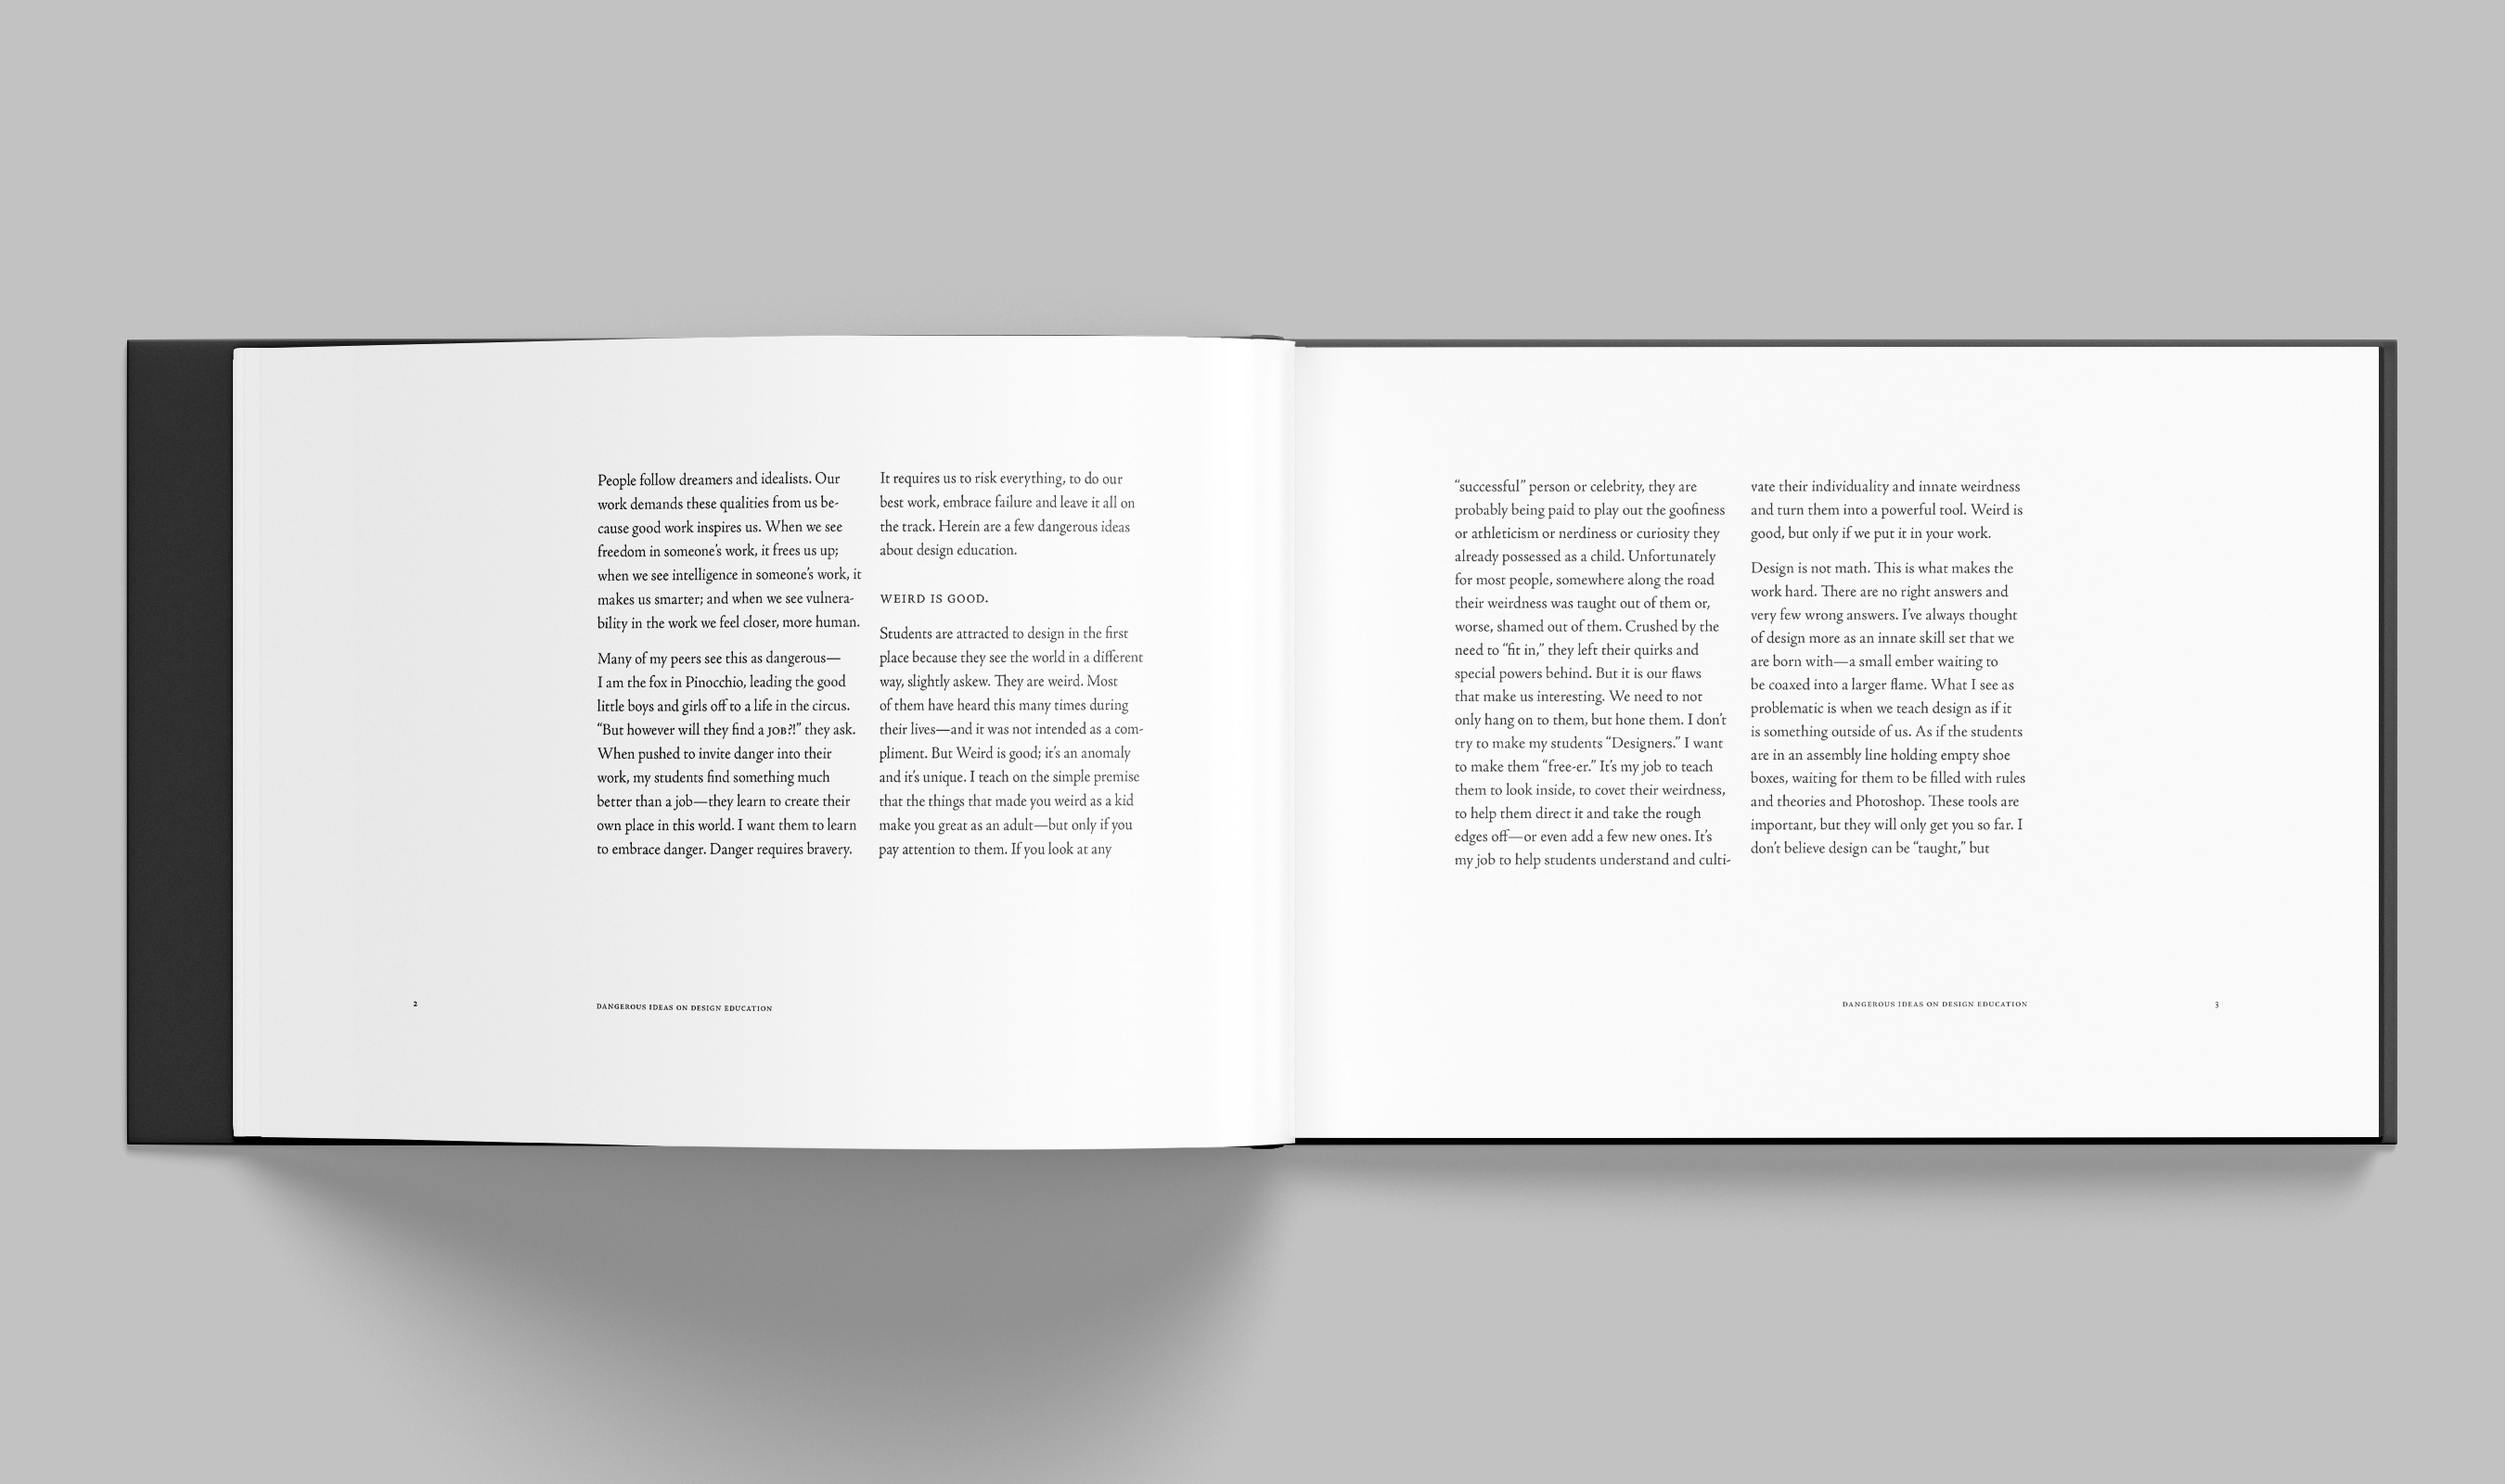 People follow dreamers and idealists. Our
work demands these qualities from us be-
cause good work inspires us. When we see
freedom in someone’s work, it frees us up;
when we see intelligence in someone’s work, it
makes us smarter; and when we see vulnera-
bility in the work we feel closer, more human.
Many of my peers see this as dangerous—
I am the fox in Pinocchio, leading the good
little boys and girls off to a life in the circus.
“But however will they find a JOB?!” they ask.
When pushed to invite danger into their
work, my students find something much
better than a job—they learn to create their
own place in this world. I want them to learn
to embrace danger. Danger requires bravery.
It requires us to risk everything, to do our
best work, embrace failure and leave it all on
the track. Herein are a few dangerous ideas
about design education.
WEIRD IS GOOD.
Students are attracted to design in the first
place because they see the world in a different
way, slightly askew. They are weird. Most
of them have heard this many times during
their lives—and it was not intended as a com-
pliment. But Weird is good; it’s an anomaly
and it’s unique. I teach on the simple premise
that the things that made you weird as a kid
make you great as an adult—but only if you
pay attention to them. If you look at any
2
DANGEROUS IDEAS ON DESIGN EDUCATION
“successful” person or celebrity, they are
probably being paid to play out the goofiness
or athleticism or nerdiness or curiosity they
already possessed as a child. Unfortunately
for most people, somewhere along the road
their weirdness was taught out of them or,
worse, shamed out of them. Crushed by the
need to “fit in,” they left their quirks and
special powers behind. But it is our flaws
that make us interesting. We need to not
only hang on to them, but hone them. I don’t
try to make my students “Designers.” I want
to make them “free-er.” It’s my job to teach
them to look inside, to covet their weirdness,
to help them direct it and take the rough
edges off—or even add a few new ones. It’s
my job to help students understand and culti-
vate their individuality and innate weirdness
and turn them into a powerful tool. Weird is
good, but only if we put it in your work.
Design is not math. This is what makes the
work hard. There are no right answers and
very few wrong answers. I’ve always thought
of design more as an innate skill set that we
are born with—a small ember waiting to
be coaxed into a larger flame. What I see as
problematic is when we teach design as if it
is something outside of us. As if the students
are in an assembly line holding empty shoe
boxes, waiting for them to be filled with rules
and theories and Photoshop. These tools are
important, but they will only get you so far. I
don’t believe design can be “taught,” but
DANGEROUS IDEAS ON DESIGN EDUCATION
3